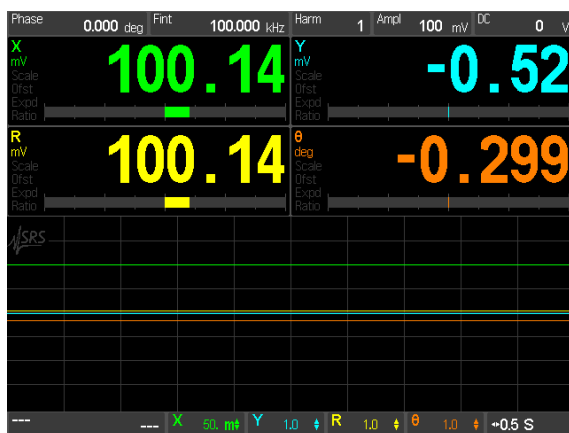 Phase 0.000 deg Fint 100.000 kHz Harm 1 Ampl 100 mV DC 0 V
X
mV
Scale
Ofst
Expd
Ratio
100.14
Y
mV
Scale
Ofst
Expd
Ratio
-0.52
R
mV
Scale
Ofst
Expd
Ratio
100.14
θ
deg
Scale
Ofst
Expd
Ratio
-0.299
SRS
--- --- X 50. m Y 1.0 R 1.0 θ 1.0 0.5 S